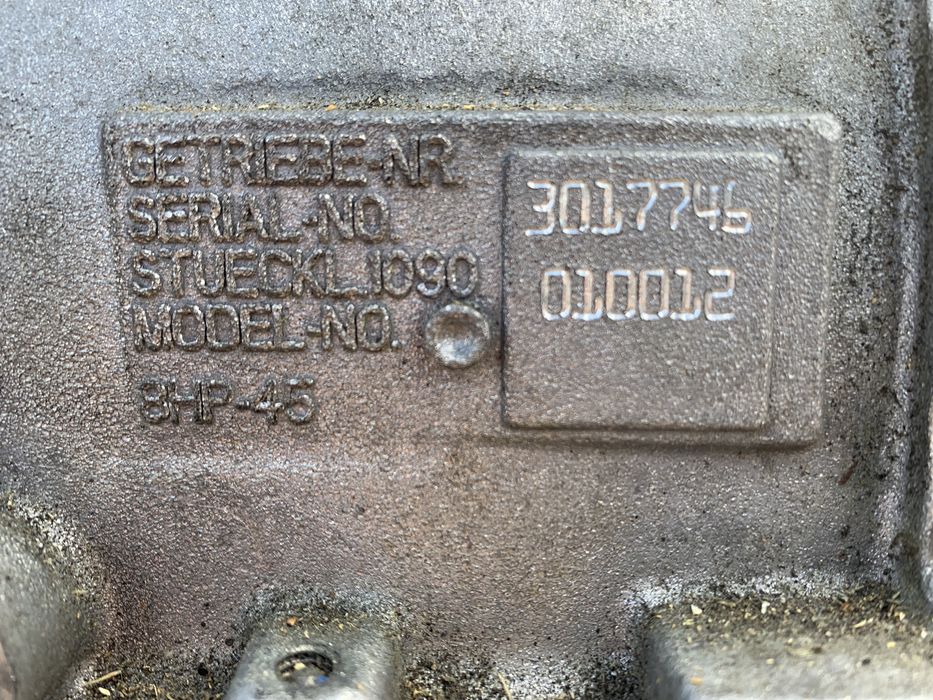 GETRIEBE-NR. 3017746
SERIAL-NO.
STUECKL.1090 010012
MODEL-NO.
8HP-45